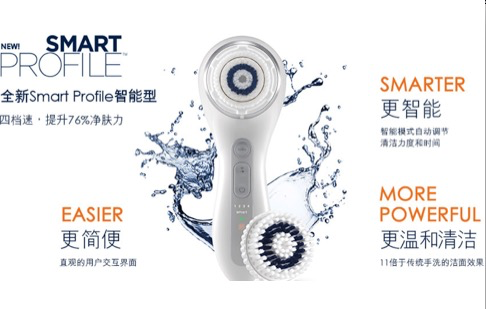 NEW! SMART
PROFILE™
全新Smart Profile智能型
四档速·提升76%净肤力
EASIER
更简便
直观的用户交互界面
SMARTER
更智能
智能模式自动调节
清洁力度和时间
MORE
POWERFUL
更温和清洁
11倍于传统手洗的洁面效果
SMART